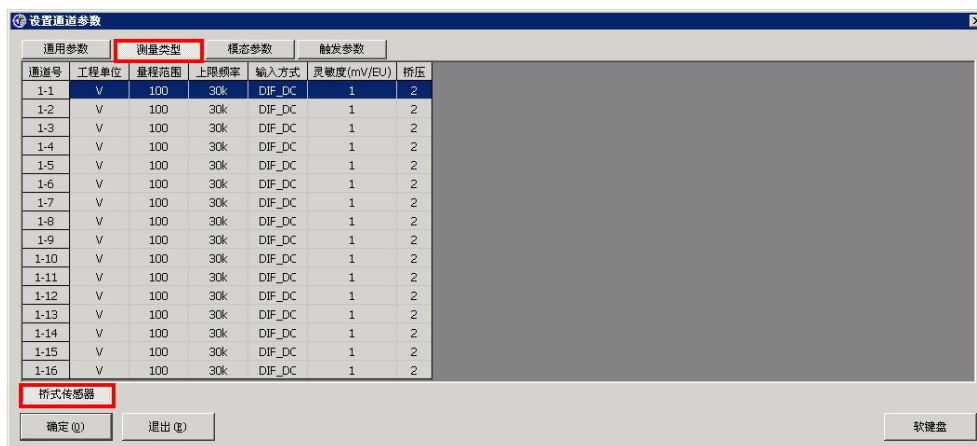 设置通道参数
通用参数 测量类型 模态参数 触发参数
通道号 工程单位 量程范围 上限频率 输入方式 灵敏度(mV/EU) 桥压
1-1 V 100 30k DIF_DC 1 2
1-2 V 100 30k DIF_DC 1 2
1-3 V 100 30k DIF_DC 1 2
1-4 V 100 30k DIF_DC 1 2
1-5 V 100 30k DIF_DC 1 2
1-6 V 100 30k DIF_DC 1 2
1-7 V 100 30k DIF_DC 1 2
1-8 V 100 30k DIF_DC 1 2
1-9 V 100 30k DIF_DC 1 2
1-10 V 100 30k DIF_DC 1 2
1-11 V 100 30k DIF_DC 1 2
1-12 V 100 30k DIF_DC 1 2
1-13 V 100 30k DIF_DC 1 2
1-14 V 100 30k DIF_DC 1 2
1-15 V 100 30k DIF_DC 1 2
1-16 V 100 30k DIF_DC 1 2
桥式传感器
确定(O) 退出(E) 软键盘